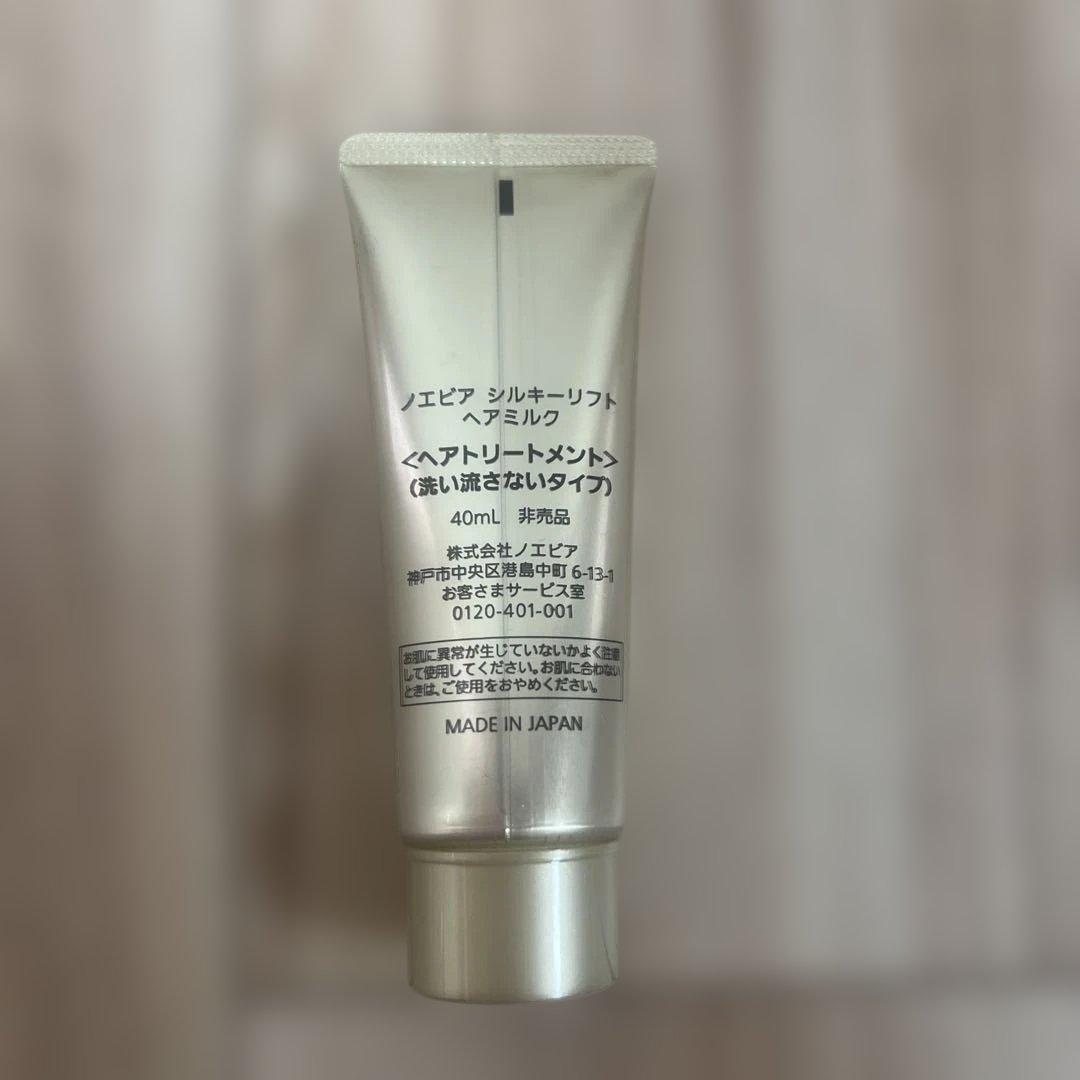 ノエビア シルキーリフト
ヘアミルク
<ヘアトリートメント>
(洗い流さないタイプ)
40mL 非売品
株式会社ノエビア
神戸市中央区港島中町 6-13-1
お客さまサービス室
0120-401-001
お肌に異常が生じていないかよく注意
して使用してください。お肌に合わない
ときは、ご使用をおやめください。
MADE IN JAPAN